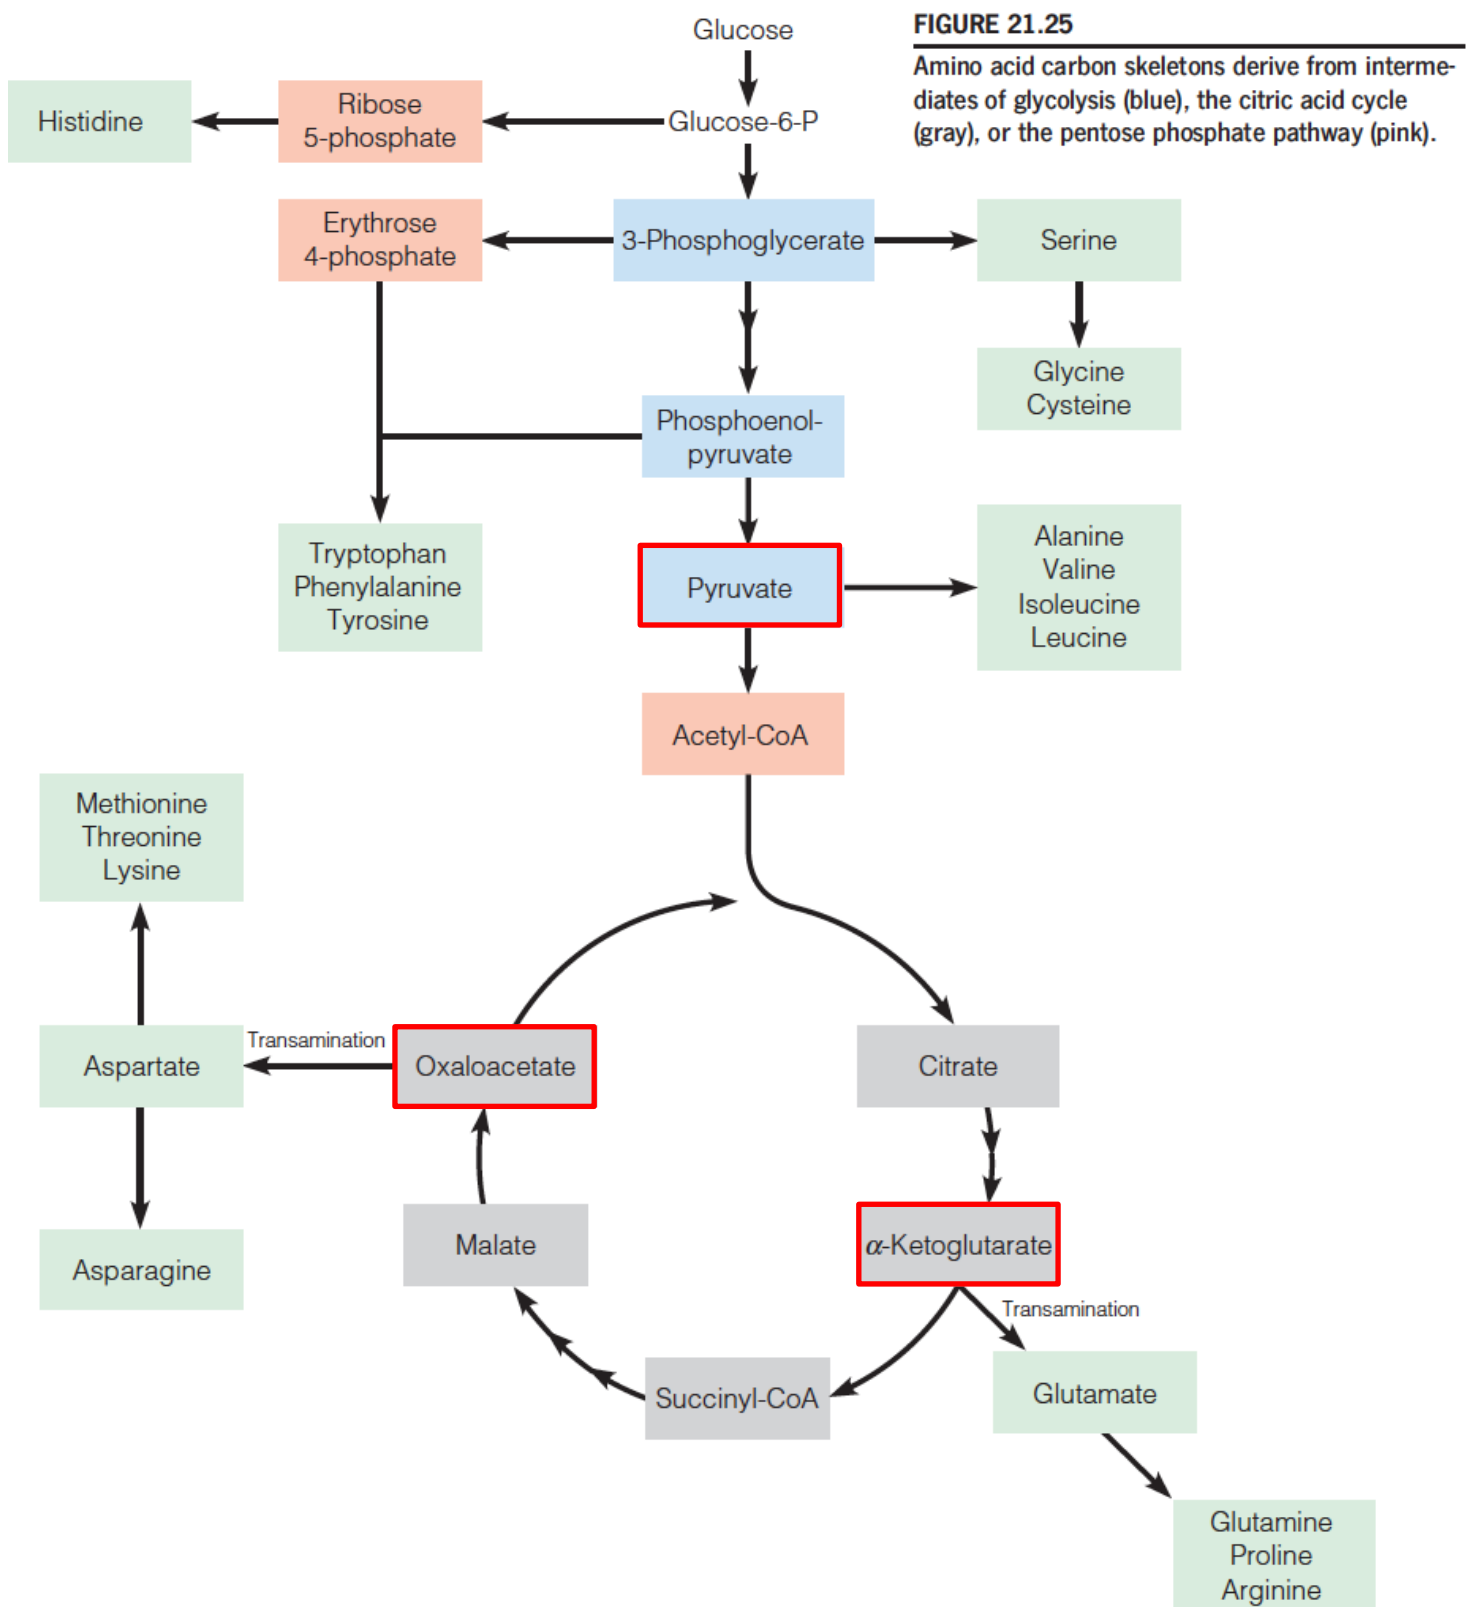 Glucose
FIGURE 21.25
Amino acid carbon skeletons derive from interme-
diates of glycolysis (blue), the citric acid cycle
(gray), or the pentose phosphate pathway (pink).
Histidine
Ribose
5-phosphate
Glucose-6-P
Erythrose
4-phosphate
3-Phosphoglycerate
Serine
Glycine
Cysteine
Phosphoenol-
pyruvate
Tryptophan
Phenylalanine
Tyrosine
Pyruvate
Alanine
Valine
Isoleucine
Leucine
Acetyl-CoA
Methionine
Threonine
Lysine
Aspartate
Transamination
Oxaloacetate
Citrate
Asparagine
Malate
α-Ketoglutarate
Transamination
Succinyl-CoA
Glutamate
Glutamine
Proline
Arginine